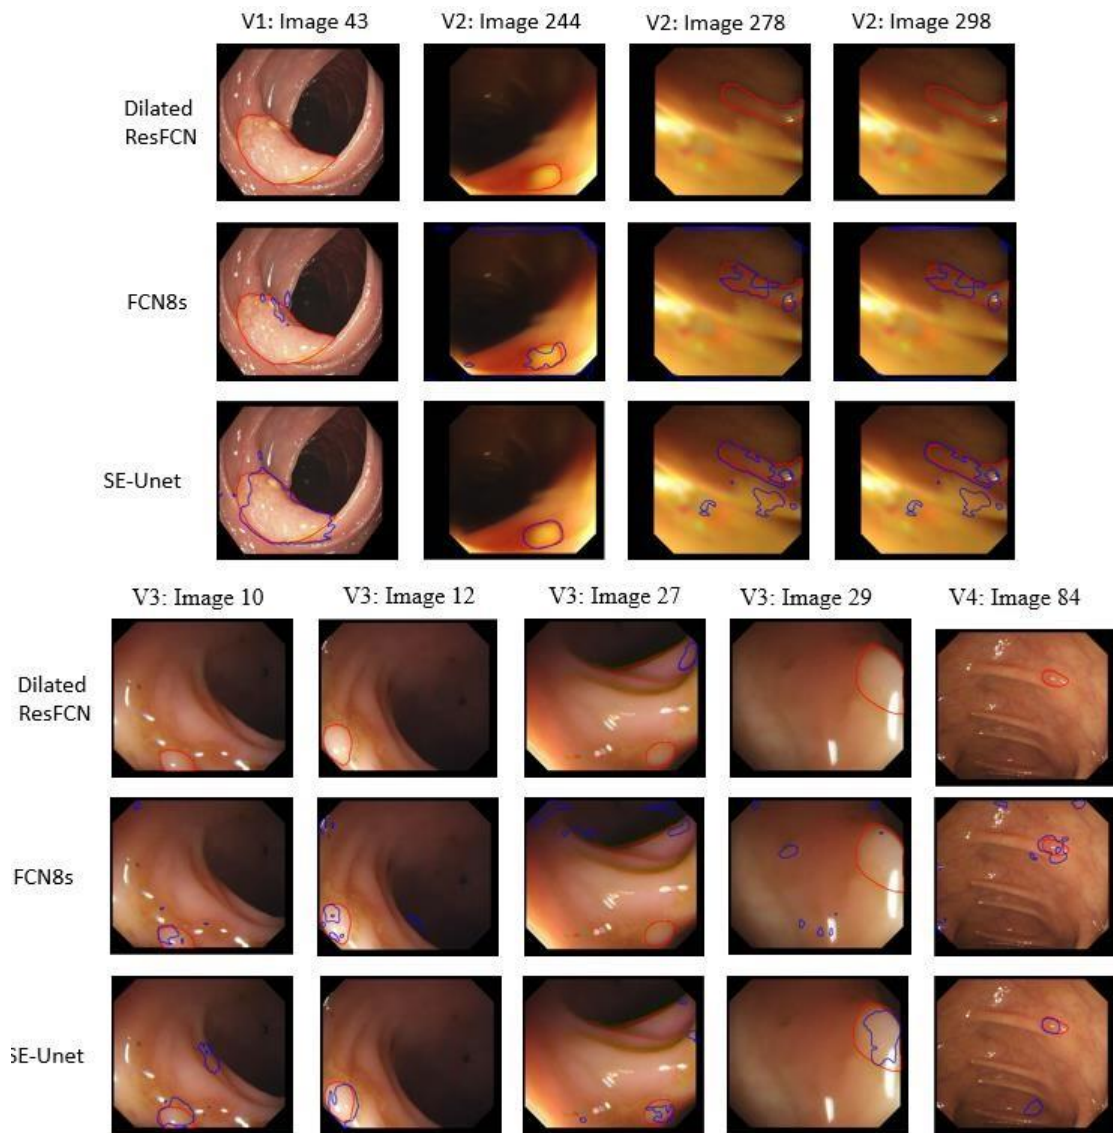 V1: Image 43 V2: Image 244 V2: Image 278 V2: Image 298
Dilated
ResFCN
FCN8s
SE-Unet
V3: Image 10 V3: Image 12 V3: Image 27 V3: Image 29 V4: Image 84
Dilated
ResFCN
FCN8s
SE-Unet